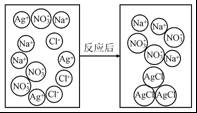 Ag⁺ NO₃⁻ Na⁺
Na⁺ Cl⁻
Na⁺ Ag⁺
NO₃⁻ Cl⁻
NO₃⁻ Ag⁺ Cl⁻
反应后
Na⁺ Na⁺
NO₃⁻ NO₃⁻
NO₃⁻ Na⁺
AgCl
AgCl AgCl